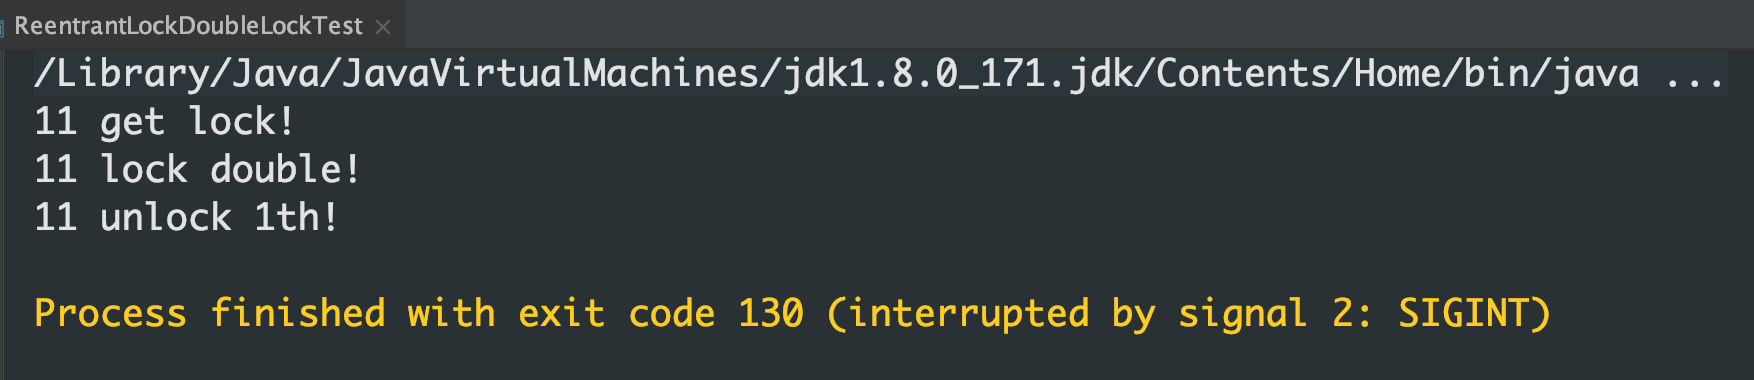 ReentrantLockDoubleLockTest
/Library/Java/JavaVirtualMachines/jdk1.8.0_171.jdk/Contents/Home/bin/java ...
11 get lock!
11 lock double!
11 unlock 1th!
Process finished with exit code 130 (interrupted by signal 2: SIGINT)